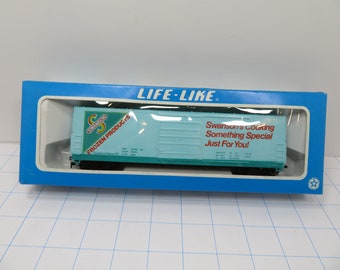 LIFE-LIKE
S
FROZEN PRODUCTS
Swanson's Cooking
Something Special
Just For You!